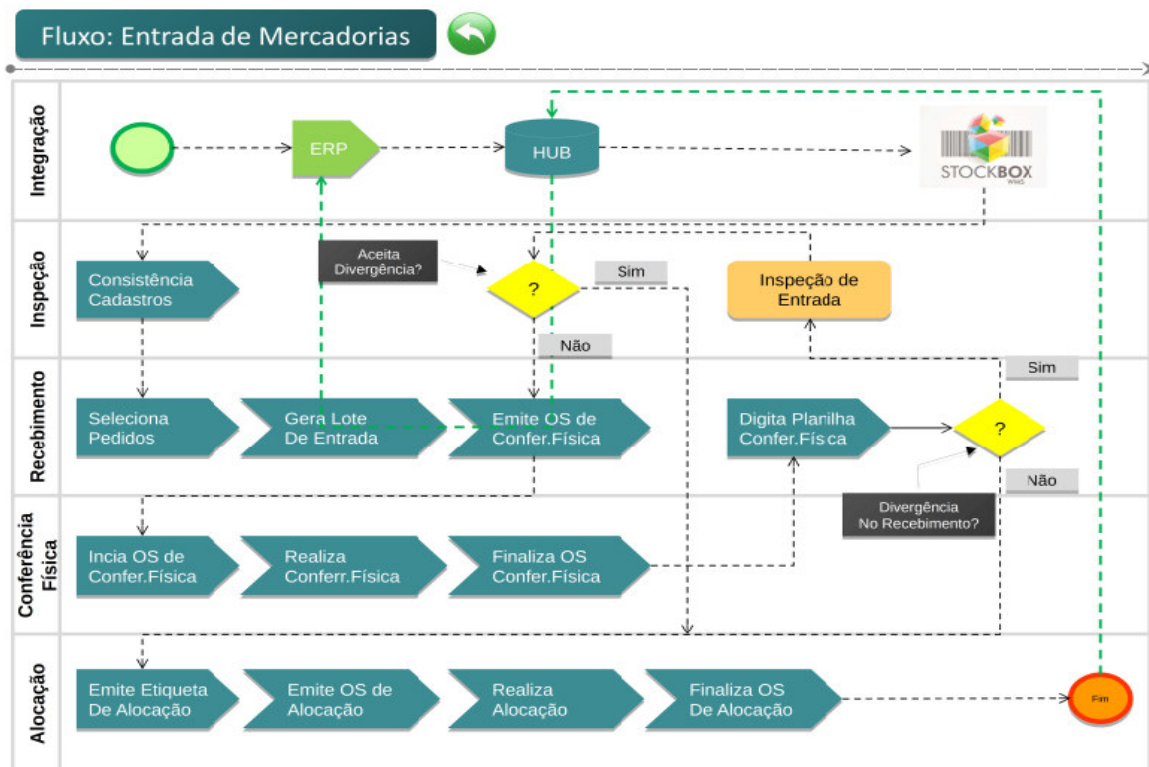 Fluxo: Entrada de Mercadorias
Integração
ERP
HUB
STOCKBOX
WMS
Inspeção
Consistência
Cadastros
Aceita
Divergência?
?
Sim
Não
Inspeção de
Entrada
Recebimento
Seleciona
Pedidos
Gera Lote
De Entrada
Emite OS de
Confer.Física
Digita Planilha
Confer.Física
?
Sim
Não
Divergência
No Recebimento?
Conferência
Física
Incia OS de
Confer.Física
Realiza
Conferr.Física
Finaliza OS
Confer.Física
Alocação
Emite Etiqueta
De Alocação
Emite OS de
Alocação
Realiza
Alocação
Finaliza OS
De Alocação
Fim